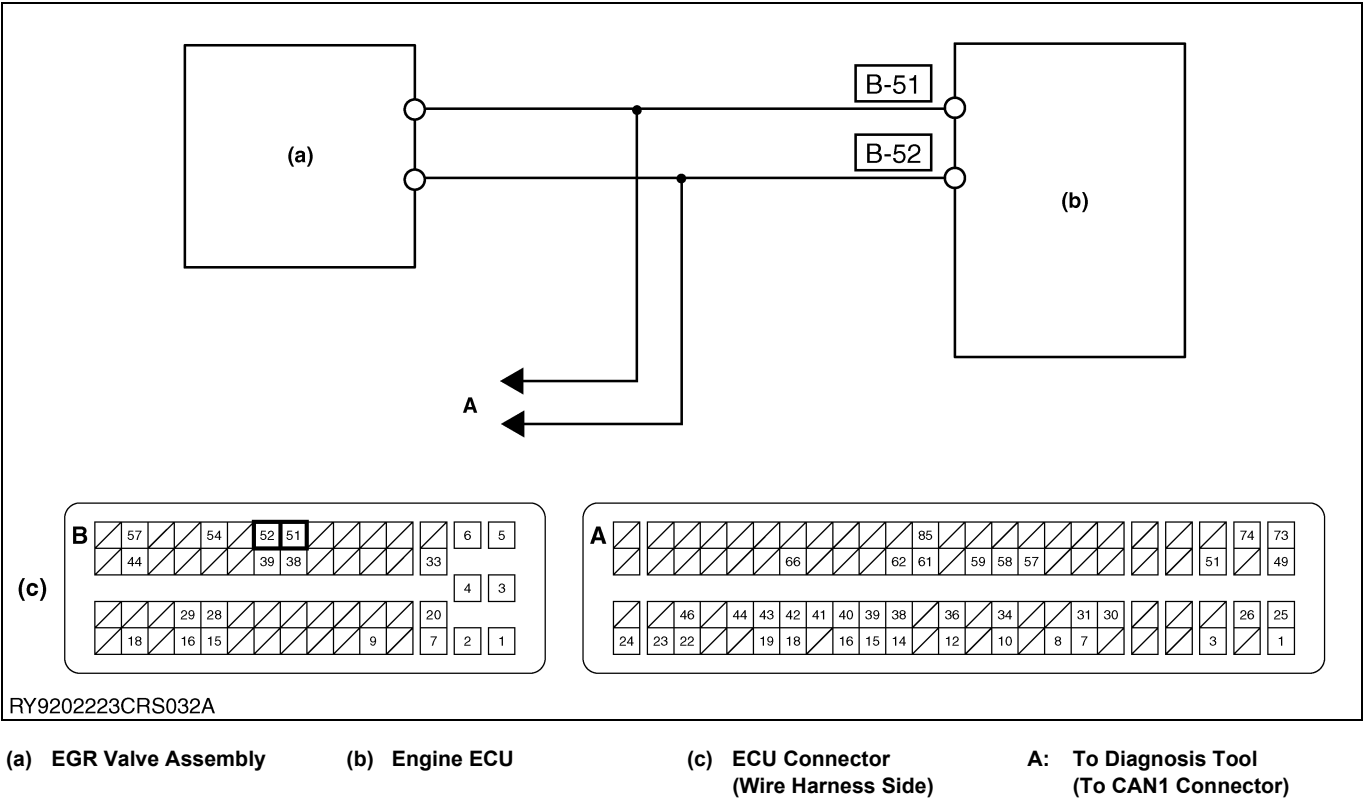 B-51
(a)
B-52
(b)
A
B 57 54 52 51 6 5
44 39 38 33
4 3
(c)
29 28 20
18 16 15 9 7 2 1
A 85 74 73
66 62 61 59 58 57 51 49
46 44 43 42 41 40 39 38 36 34 31 30 26 25
24 23 22 19 18 16 15 14 12 10 8 7 3 1
RY9202223CRS032A
(a) EGR Valve Assembly (b) Engine ECU (c) ECU Connector A: To Diagnosis Tool
(Wire Harness Side) (To CAN1 Connector)